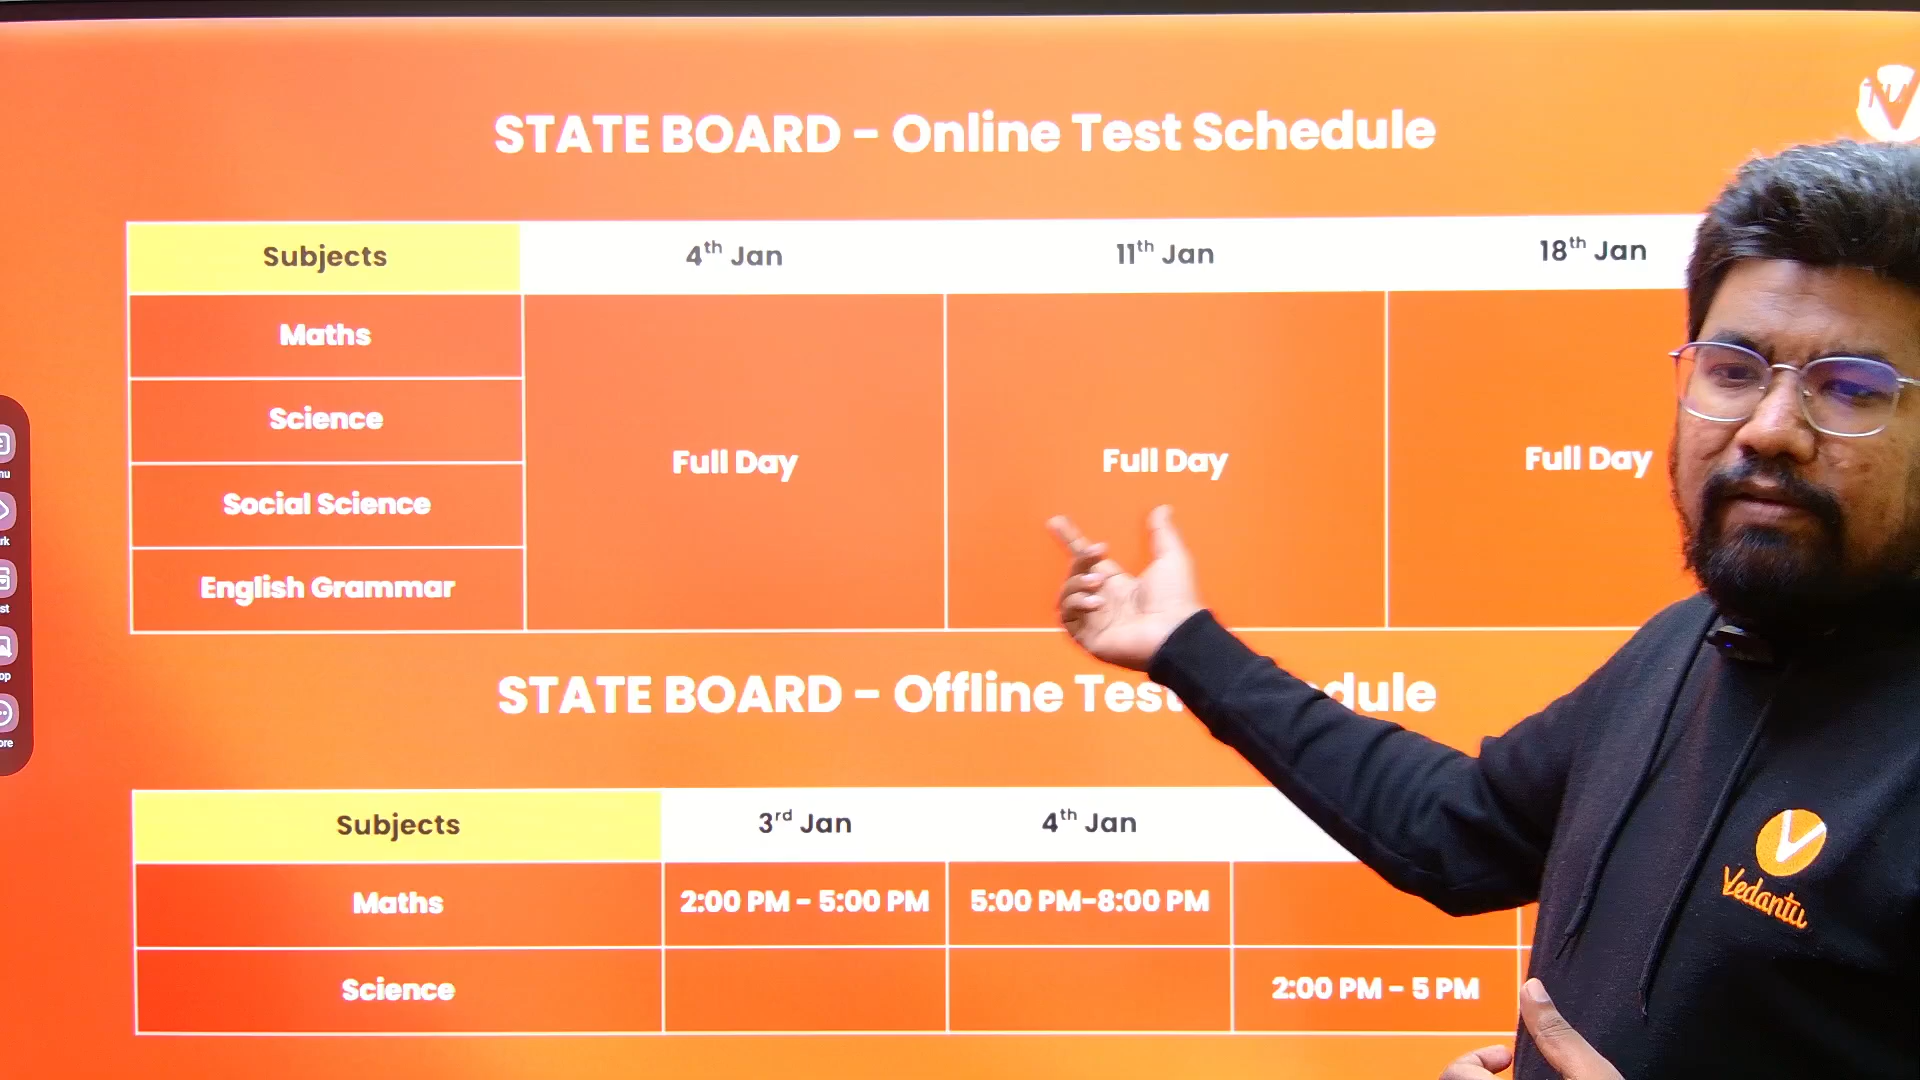 STATE BOARD - Online Test Schedule
Subjects 4th Jan 11th Jan 18th Jan
Maths
Science
Social Science
English Grammar
Full Day Full Day Full Day
STATE BOARD - Offline Test
Subjects 3rd Jan 4th Jan
Maths 2:00 PM - 5:00 PM 5:00 PM-8:00 PM
Science 2:00 PM - 5 PM
Vedantu